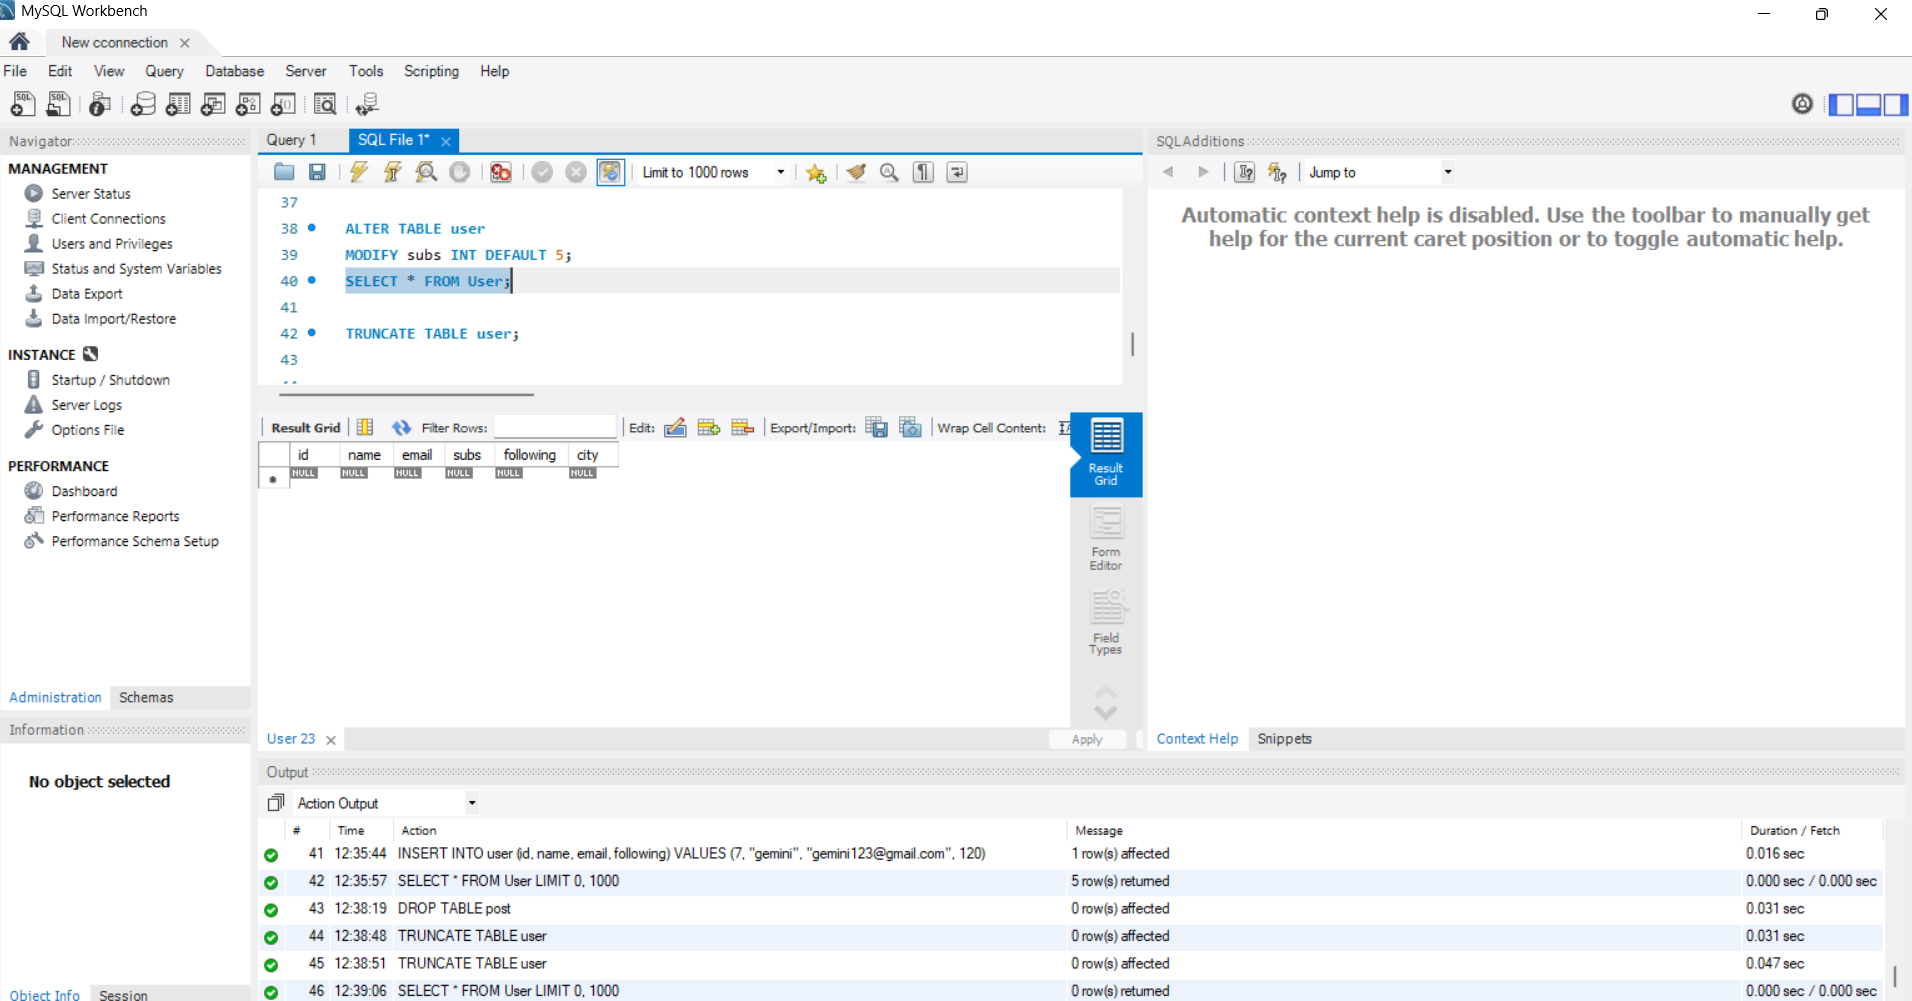 MySQL Workbench
New cconnection
File Edit View Query Database Server Tools Scripting Help
Navigator
MANAGEMENT
Server Status
Client Connections
Users and Privileges
Status and System Variables
Data Export
Data Import/Restore
INSTANCE
Startup / Shutdown
Server Logs
Options File
PERFORMANCE
Dashboard
Performance Reports
Performance Schema Setup
Administration Schemas
Information
No object selected
Object Info Session
Query 1 SQL File 1*
Limit to 1000 rows
37
38 ALTER TABLE user
39 MODIFY subs INT DEFAULT 5;
40 SELECT * FROM User;
41
42 TRUNCATE TABLE user;
43
Result Grid Filter Rows: Edit: Export/Import: Wrap Cell Content:
id name email subs following city
NULL NULL NULL NULL NULL NULL
Result
Grid
Form
Editor
Field
Types
User 23 Apply
SQLAdditions
Jump to
Automatic context help is disabled. Use the toolbar to manually get
help for the current caret position or to toggle automatic help.
Context Help Snippets
Output
Action Output
# Time Action Message Duration / Fetch
41 12:35:44 INSERT INTO user (id, name, email, following) VALUES (7, "gemini", "gemini123@gmail.com", 120) 1 row(s) affected 0.016 sec
42 12:35:57 SELECT * FROM User LIMIT 0, 1000 5 row(s) returned 0.000 sec / 0.000 sec
43 12:38:19 DROP TABLE post 0 row(s) affected 0.031 sec
44 12:38:48 TRUNCATE TABLE user 0 row(s) affected 0.031 sec
45 12:38:51 TRUNCATE TABLE user 0 row(s) affected 0.047 sec
46 12:39:06 SELECT * FROM User LIMIT 0, 1000 0 row(s) returned 0.000 sec / 0.000 sec